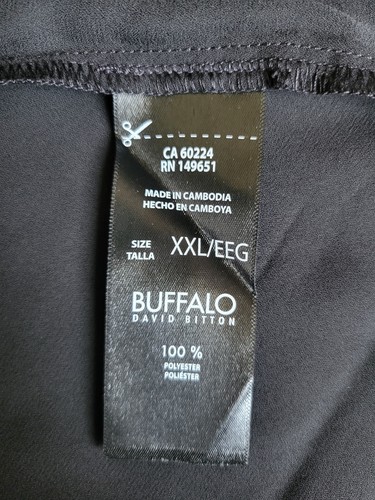 CA 60224
RN 149651
MADE IN CAMBODIA
HECHO EN CAMBOYA
SIZE
TALLA XXL/EEG
BUFFALO
DAVID BITTON
100 %
POLYESTER
POLIÉSTER